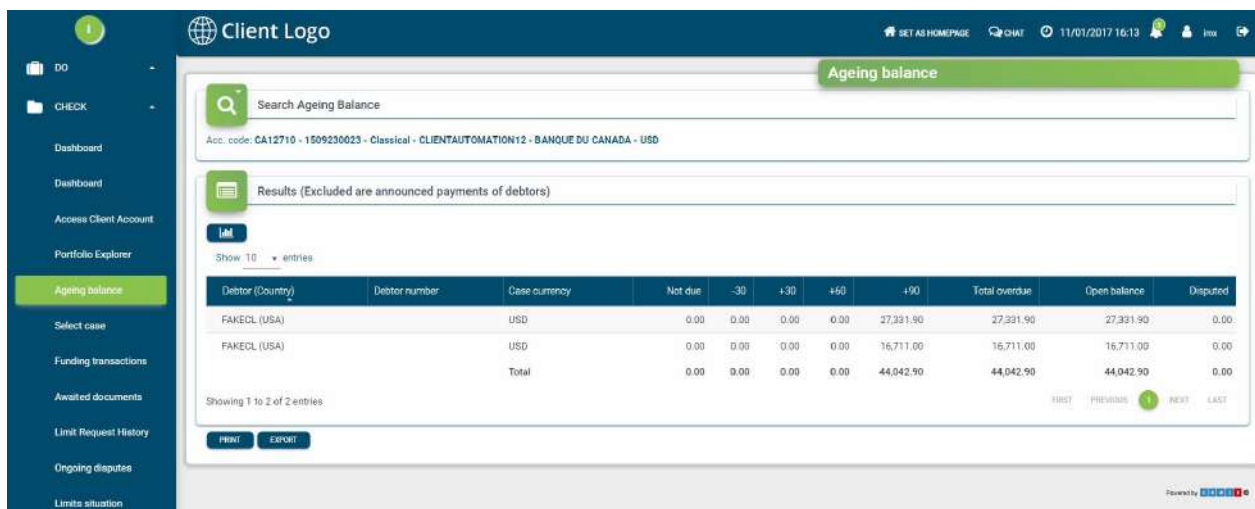 i
Client Logo
SET AS HOMEPAGE CHAT 11/01/2017 16:13 imx
DO
CHECK
Dashboard
Dashboard
Access Client Account
Portfolio Explorer
Ageing balance
Select case
Funding transactions
Awaited documents
Limit Request History
Ongoing disputes
Limits situation
Ageing balance
Search Ageing Balance
Acc. code: CA12710 - 1509230023 - Classical - CLIENTAUTOMATION12 - BANQUE DU CANADA - USD
Results (Excluded are announced payments of debtors)
Show 10 entries
Debtor (Country) Debtor number Case currency Not due -30 +30 +60 +90 Total overdue Open balance Disputed
FAKECL (USA) USD 0.00 0.00 0.00 0.00 27,331.90 27,331.90 27,331.90 0.00
FAKECL (USA) USD 0.00 0.00 0.00 0.00 16,711.00 16,711.00 16,711.00 0.00
Total 0.00 0.00 0.00 0.00 44,042.90 44,042.90 44,042.90 0.00
Showing 1 to 2 of 2 entries
FIRST PREVIOUS 1 NEXT LAST
PRINT EXPORT
Powered by